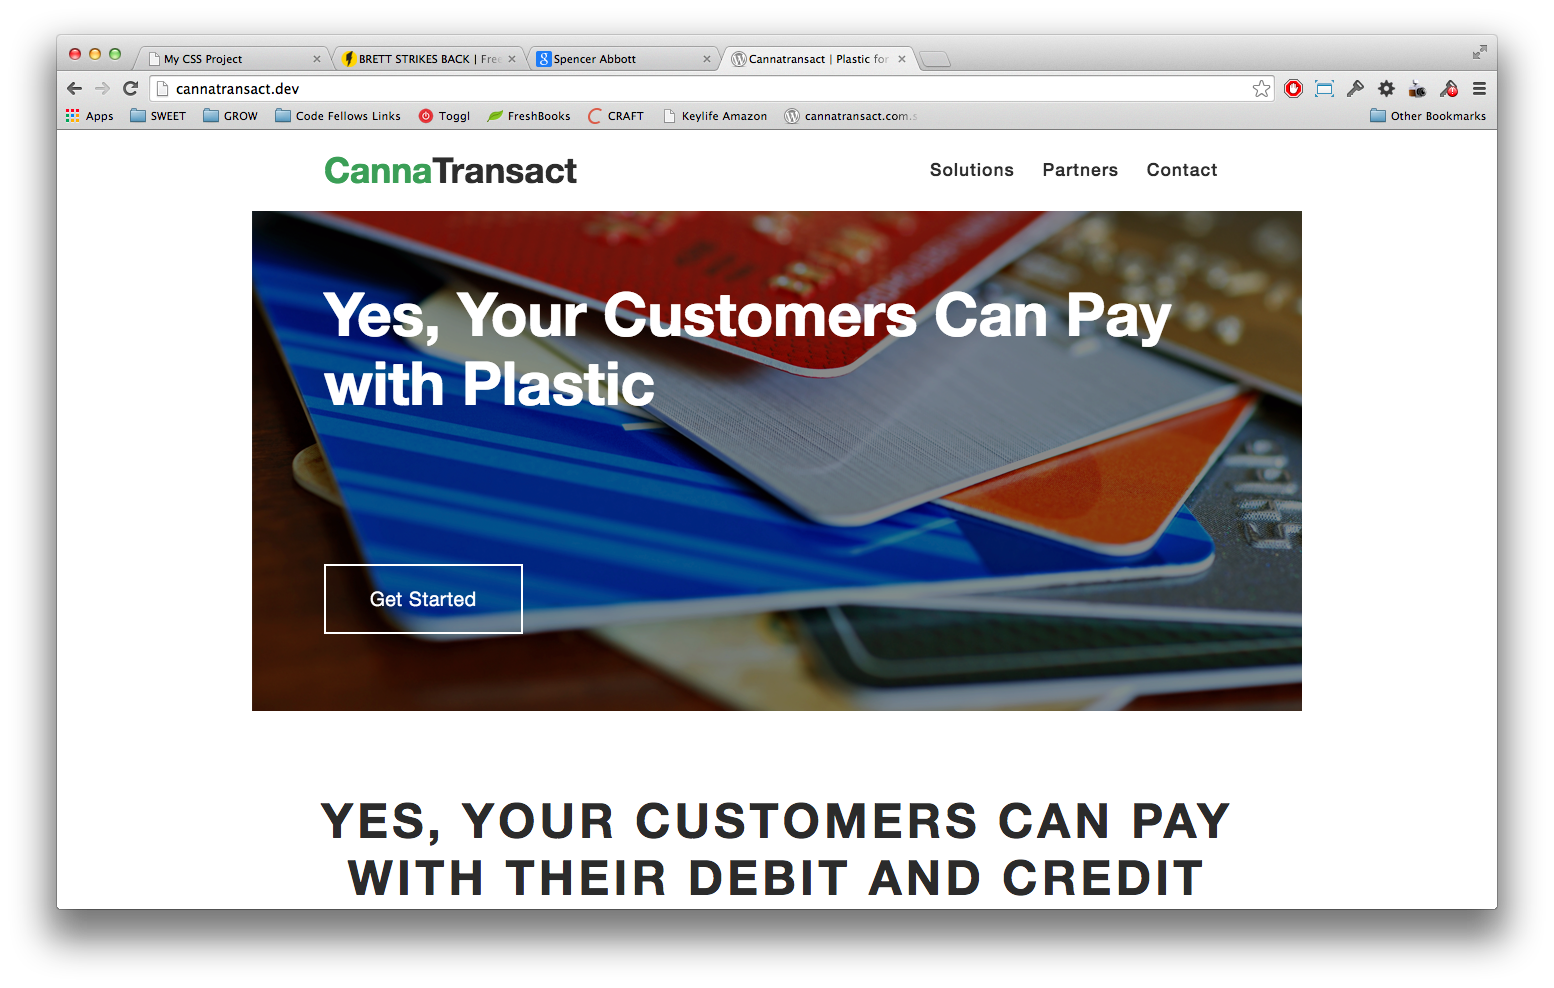 My CSS Project
BRETT STRIKES BACK | Free
Spencer Abbott
Cannatransact | Plastic for
cannatransact.dev
Apps
SWEET
GROW
Code Fellows Links
Toggl
FreshBooks
CRAFT
Keylife Amazon
cannatransact.com.s
Other Bookmarks
CannaTransact
Solutions
Partners
Contact
Yes, Your Customers Can Pay
with Plastic
Get Started
YES, YOUR CUSTOMERS CAN PAY
WITH THEIR DEBIT AND CREDIT